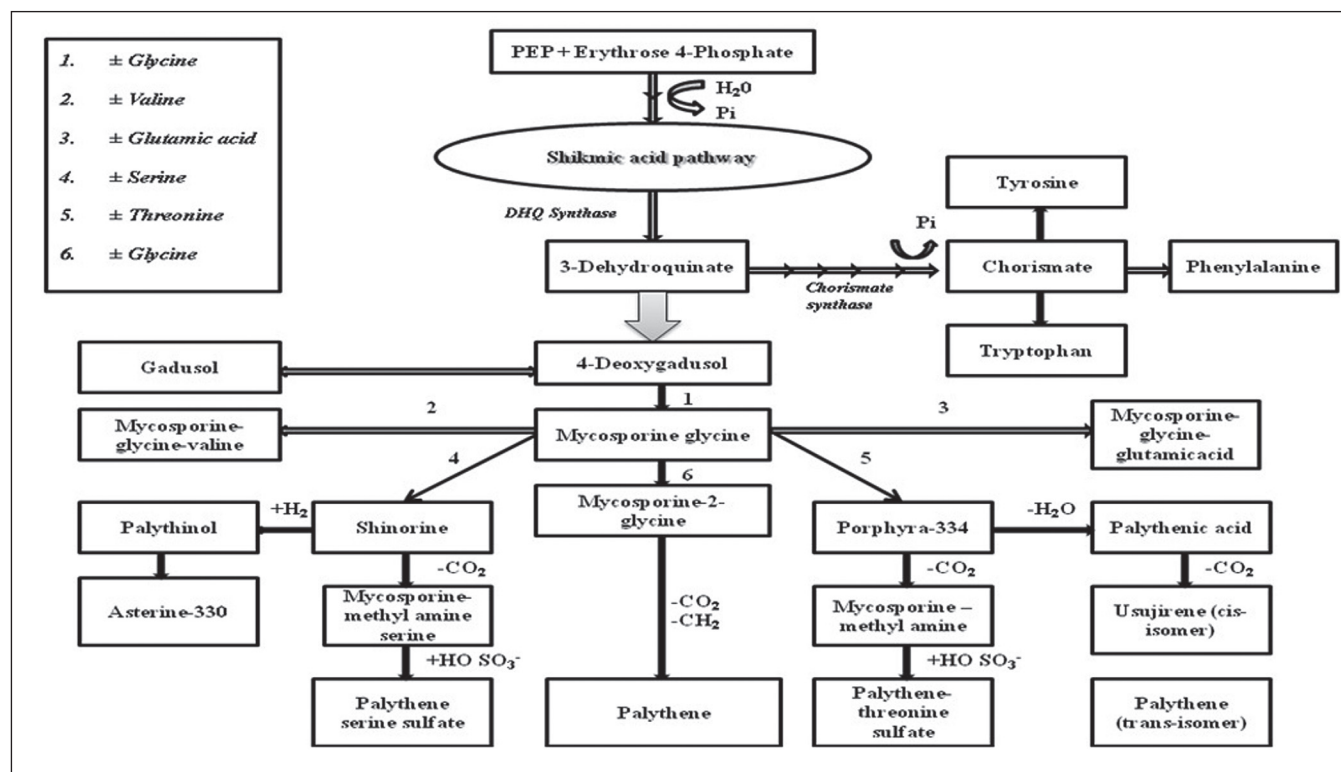 1. ± Glycine
2. ± Valine
3. ± Glutamic acid
4 ± Serine
5. ± Threonine
6. ± Glycine
PEP + Erythrose 4-Phosphate
H₂0
Pi
Shikmic acid pathway
DHQ Synthase
Tyrosine
Pi
3-Dehydroquinate
Chorismate
synthase
Chorismate
Phenylalanine
Tryptophan
Gadusol
4-Deoxygadusol
1
2
3
Mycosporine-
glycine-valine
Mycosporine glycine
Mycosporine-
glycine-
glutamicacid
4
6
5
+H₂
Palythinol
Shinorine
Mycosporine-2-
glycine
Porphyra-334
-H₂O
Palythenic acid
-CO₂
-CO₂
-CO₂
Asterine-330
Mycosporine-
methyl amine
serine
-CO₂
-CH₂
Mycosporine –
methyl amine
Usujirene (cis-
isomer)
+HO SO₃⁻
+HO SO₃⁻
Palythene
serine sulfate
Palythene
Palythene-
threonine
sulfate
Palythene
(trans-isomer)